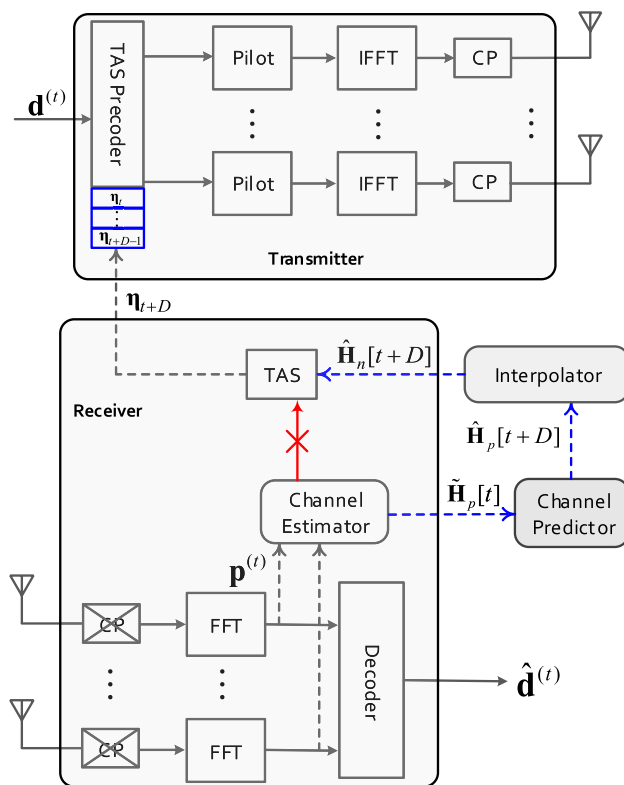 d^(t)
TAS Precoder
Pilot
IFFT
CP
⋮ ⋮ ⋮
Pilot
IFFT
CP
η_t
⋮
η_{t+D−1}
Transmitter
η_{t+D}
Receiver
TAS
Ĥ_n[t+D]
Interpolator
Ĥ_p[t+D]
Channel
Estimator
H̃_p[t]
Channel
Predictor
p^(t)
CP
FFT
Decoder
⋮ ⋮
d̂^(t)
CP
FFT